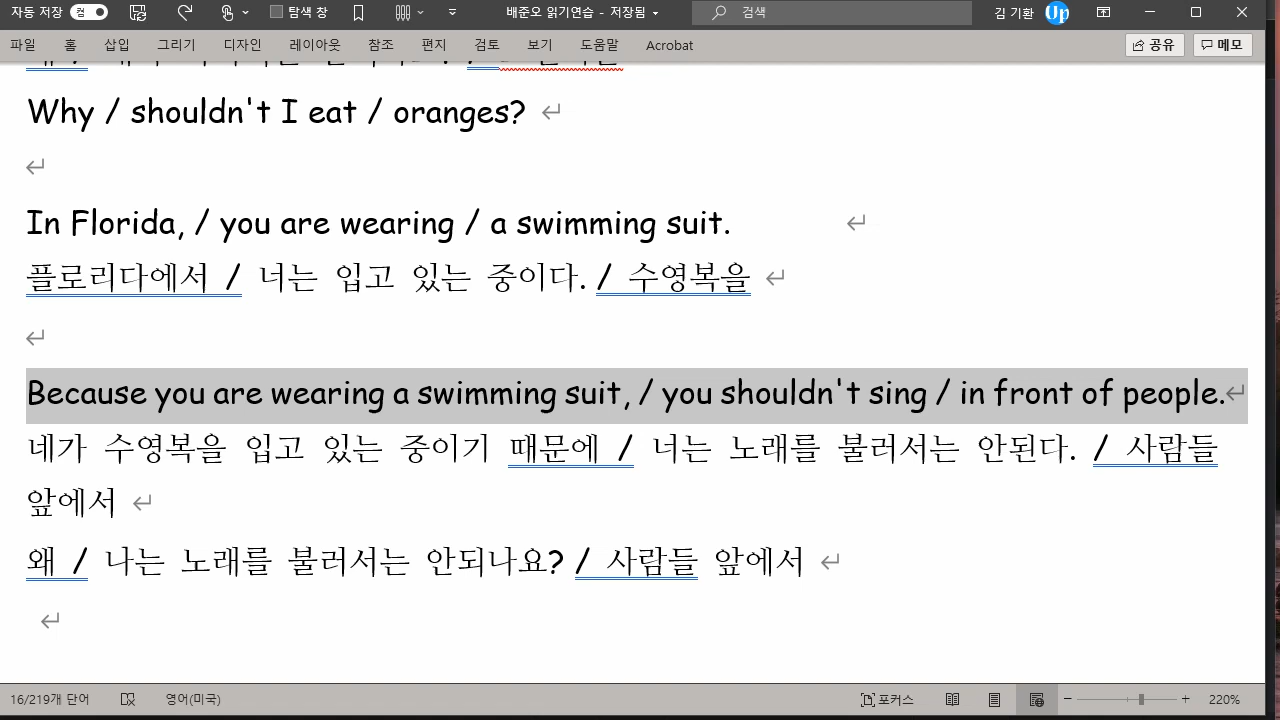 자동 저장 컴 탐색 창 배준오 읽기연습 - 저장됨 검색 김 기환 Up
파일 홈 삽입 그리기 디자인 레이아웃 참조 편지 검토 보기 도움말 Acrobat 공유 메모
Why / shouldn't I eat / oranges?
In Florida, / you are wearing / a swimming suit.
플로리다에서 / 너는 입고 있는 중이다. / 수영복을
Because you are wearing a swimming suit, / you shouldn't sing / in front of people.
네가 수영복을 입고 있는 중이기 때문에 / 너는 노래를 불러서는 안된다. / 사람들
앞에서
왜 / 나는 노래를 불러서는 안되나요? / 사람들 앞에서
16/219개 단어 영어(미국) 포커스 220%